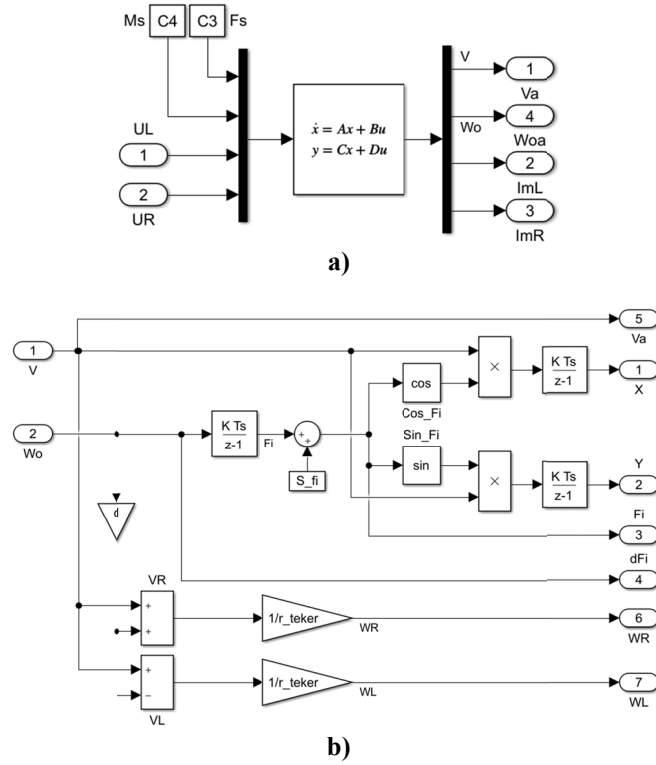 Ms C4 C3 Fs
UL
1
2
UR
ẋ = Ax + Bu
y = Cx + Du
V
1
Va
Wo
4
Woa
2
ImL
3
ImR
a)
5
Va
1
V
×
K Ts
z-1
1
X
cos
Cos_Fi
2
Wo
K Ts
z-1
Fi
+
+
S_fi
Sin_Fi
sin
×
K Ts
z-1
Y
2
Fi
3
dFi
4
d
VR
+
+
1/r_teker
WR
6
WR
+
−
VL
1/r_teker
WL
7
WL
b)